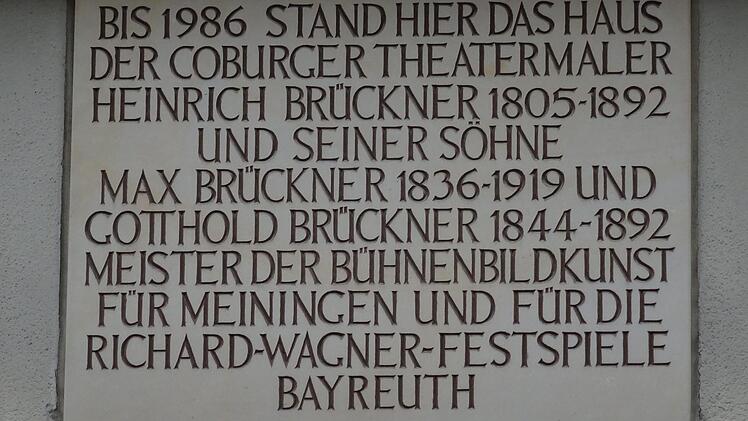 BIS 1986 STAND HIER DAS HAUS
DER COBURGER THEATERMALER
HEINRICH BRÜCKNER 1805-1892
UND SEINER SÖHNE
MAX BRÜCKNER 1836-1919 UND
GOTTHOLD BRÜCKNER 1844-1892
MEISTER DER BÜHNENBILDKUNST
FÜR MEININGEN UND FÜR DIE
RICHARD-WAGNER-FESTSPIELE
BAYREUTH